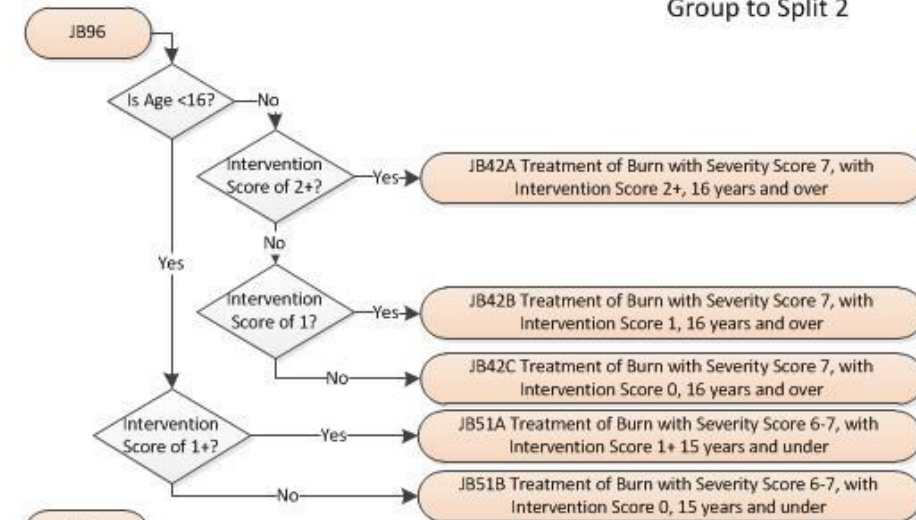 Group to Split 2
JB96
Is Age <16?
No
Intervention
Score of 2+?
Yes
JB42A Treatment of Burn with Severity Score 7, with
Intervention Score 2+, 16 years and over
No
Yes
Intervention
Score of 1?
Yes
JB42B Treatment of Burn with Severity Score 7, with
Intervention Score 1, 16 years and over
No
JB42C Treatment of Burn with Severity Score 7, with
Intervention Score 0, 16 years and over
Intervention
Score of 1+?
Yes
JB51A Treatment of Burn with Severity Score 6-7, with
Intervention Score 1+ 15 years and under
No
JB51B Treatment of Burn with Severity Score 6-7, with
Intervention Score 0, 15 years and under